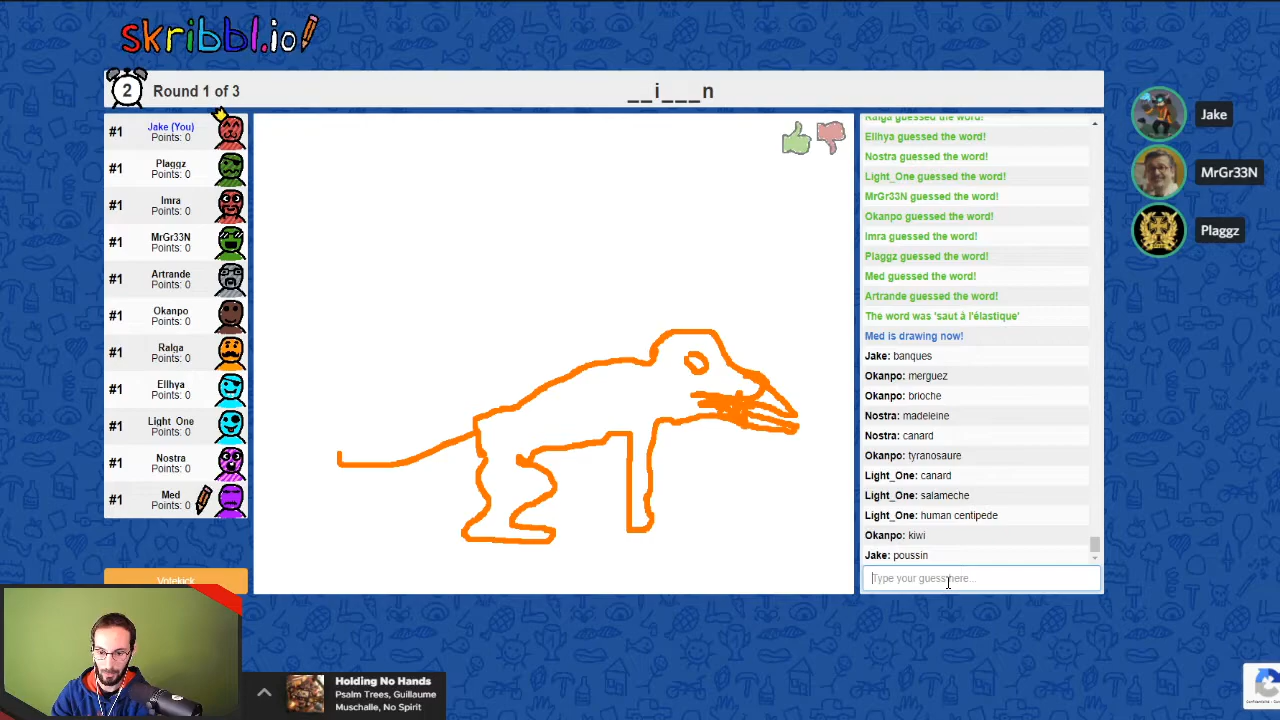 skribbl.io
2
Round 1 of 3
__i___n
#1 Jake (You)
Points: 0
#1 Plaggz
Points: 0
#1 Imra
Points: 0
#1 MrGr33N
Points: 0
#1 Artrande
Points: 0
#1 Okanpo
Points: 0
#1 Ralga
Points: 0
#1 Ellhya
Points: 0
#1 Light_One
Points: 0
#1 Nostra
Points: 0
#1 Med
Points: 0
Votekick
Ralga guessed the word!
Ellhya guessed the word!
Nostra guessed the word!
Light_One guessed the word!
MrGr33N guessed the word!
Okanpo guessed the word!
Imra guessed the word!
Plaggz guessed the word!
Med guessed the word!
Artrande guessed the word!
The word was 'saut à l'élastique'
Med is drawing now!
Jake: banques
Okanpo: merguez
Okanpo: brioche
Nostra: madeleine
Nostra: canard
Okanpo: tyranosaure
Light_One: canard
Light_One: salameche
Light_One: human centipede
Okanpo: kiwi
Jake: poussin
Type your guess here...
Jake
MrGr33N
Plaggz
Holding No Hands
Psalm Trees, Guillaume
Muschalle, No Spirit